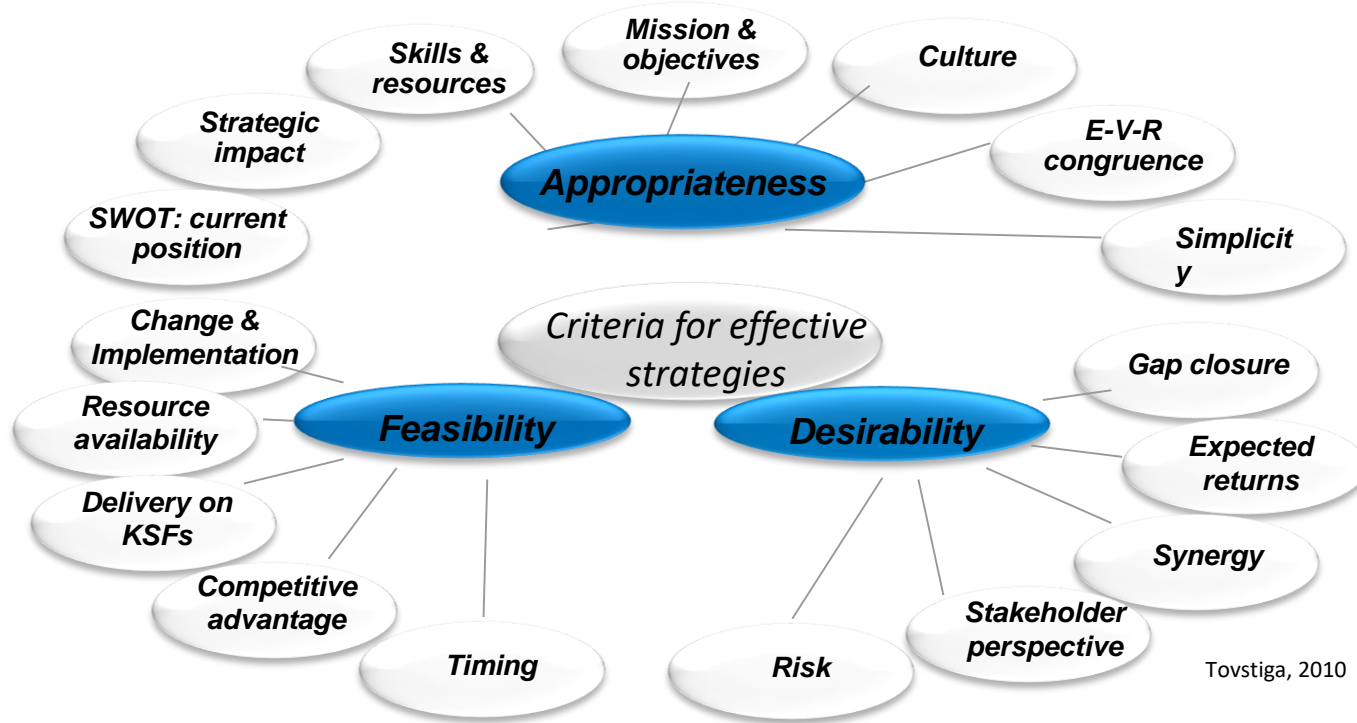 Mission &
objectives
Skills &
resources
Culture
Strategic
impact
E-V-R
congruence
Appropriateness
SWOT: current
position
Simplicit
y
Criteria for effective
strategies
Change &
Implementation
Gap closure
Resource
availability
Feasibility
Desirability
Expected
returns
Delivery on
KSFs
Synergy
Competitive
advantage
Stakeholder
perspective
Timing
Risk
Tovstiga, 2010